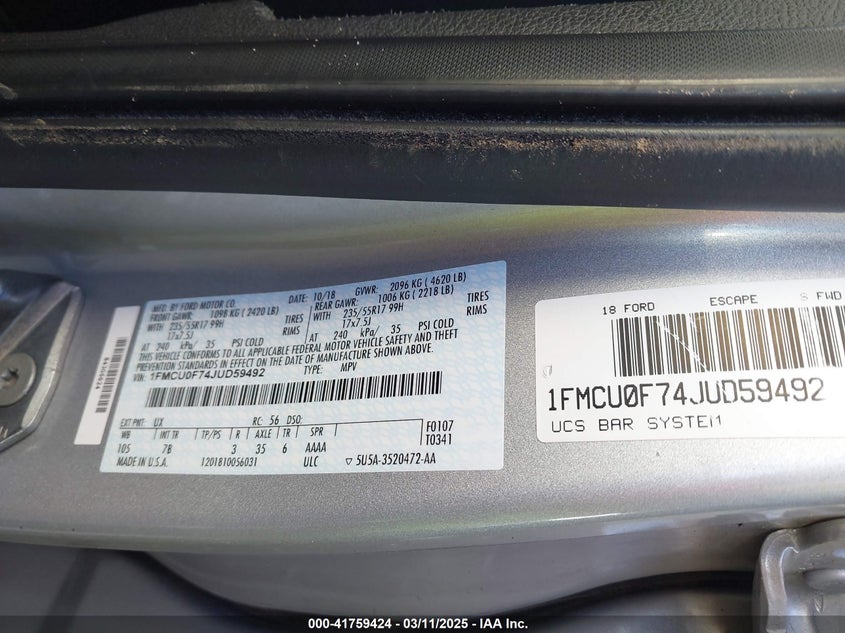 MFD. BY FORD MOTOR CO.
DATE: 10/18 GVWR: 2096 KG ( 4620 LB)
FRONT GAWR: 1098 KG ( 2420 LB)
REAR GAWR: 1006 KG ( 2218 LB)
WITH 235/55R17 99H TIRES
17x7.5J RIMS
AT 240 kPa/ 35 PSI COLD
WITH 235/55R17 99H TIRES
17x7.5J RIMS
AT 240 kPa/ 35 PSI COLD
THIS VEHICLE CONFORMS TO ALL APPLICABLE FEDERAL MOTOR VEHICLE SAFETY AND THEFT
PREVENTION STANDARDS IN EFFECT ON THE DATE OF MANUFACTURE SHOWN ABOVE.
VIN: 1FMCU0F74JUD59492 TYPE: MPV
EXT PNT: UX RC: 56 DSO:
WB INT TR TP/PS R AXLE TR SPR
105 7B 3 35 6 AAAA
F0107
T0341
MADE IN U.S.A. 1201810056031 ULC ▽ 5U5A-3520472-AA
18 FORD ESCAPE S FWD
1FMCU0F74JUD59492
UCS BAR SYSTEM
000-41759424 - 03/11/2025 - IAA Inc.